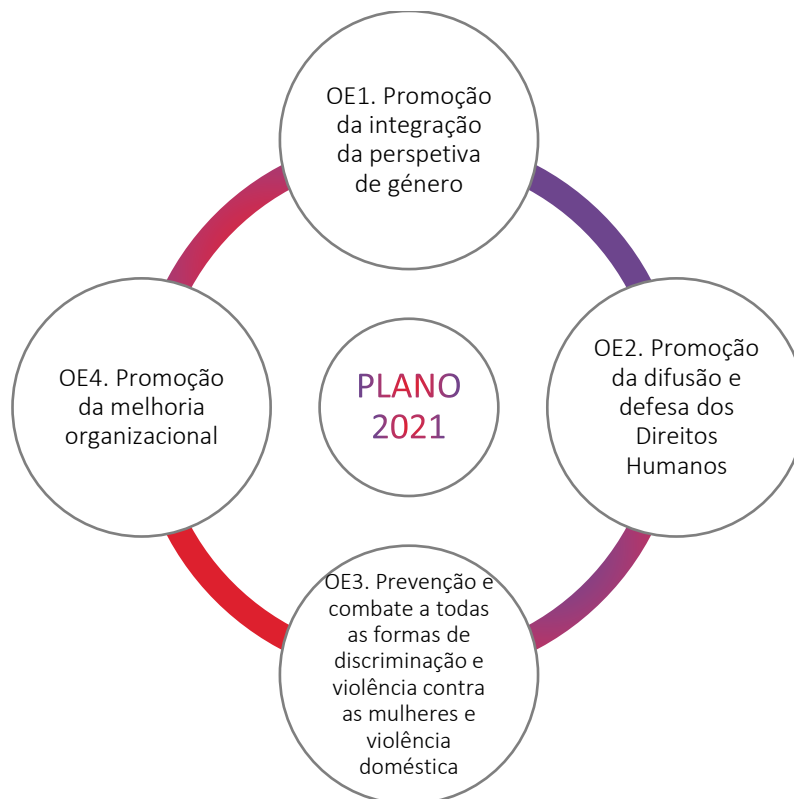 OE1. Promoção
da integração
da perspetiva
de género
OE2. Promoção
da difusão e
defesa dos
Direitos
Humanos
OE3. Prevenção e
combate a todas
as formas de
discriminação e
violência contra
as mulheres e
violência
doméstica
OE4. Promoção
da melhoria
organizacional
PLANO
2021